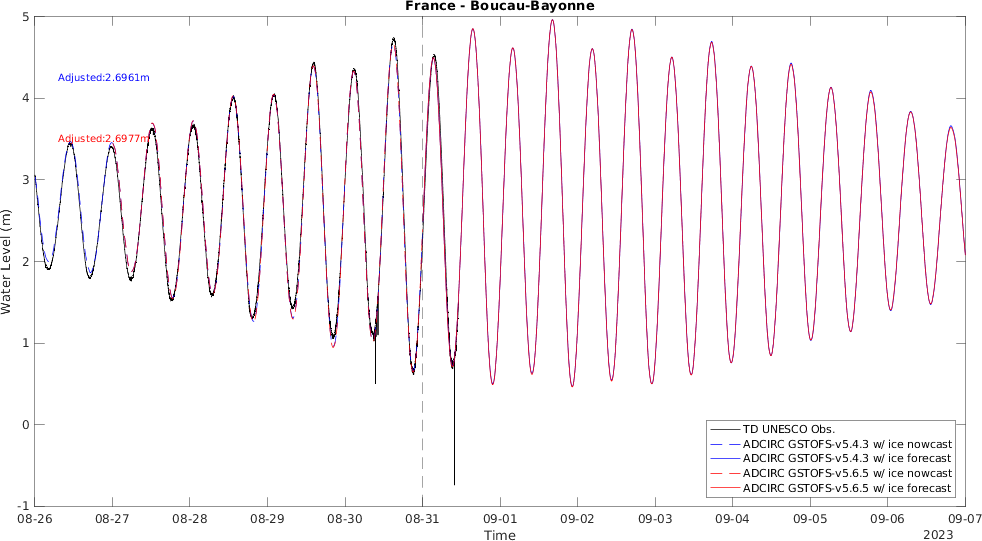 France - Boucau-Bayonne
5
4
3
2
1
0
-1
Water Level (m)
Adjusted:2.6961m
Adjusted:2.6977m
TD UNESCO Obs.
ADCIRC GSTOFS-v5.4.3 w/ ice nowcast
ADCIRC GSTOFS-v5.4.3 w/ ice forecast
ADCIRC GSTOFS-v5.6.5 w/ ice nowcast
ADCIRC GSTOFS-v5.6.5 w/ ice forecast
08-26 08-27 08-28 08-29 08-30 08-31 09-01 09-02 09-03 09-04 09-05 09-06 09-07
Time
2023